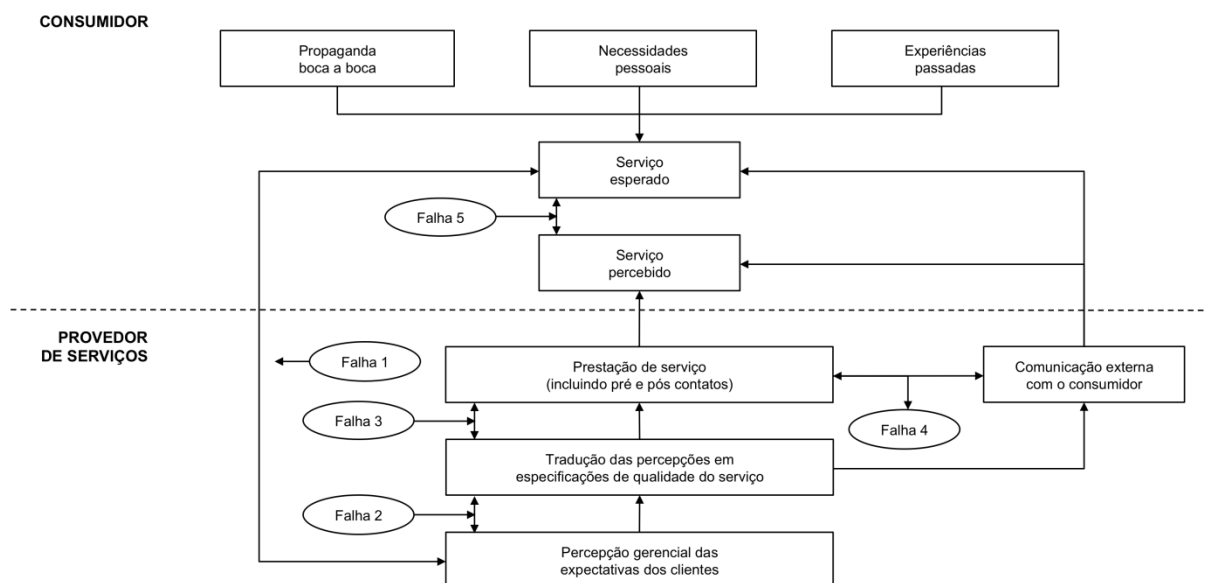 CONSUMIDOR
Propaganda
boca a boca
Necessidades
pessoais
Experiências
passadas
Serviço
esperado
Falha 5
Serviço
percebido
PROVEDOR
DE SERVIÇOS
Falha 1
Prestação de serviço
(incluindo pré e pós contatos)
Comunicação externa
com o consumidor
Falha 3
Falha 4
Tradução das percepções em
especificações de qualidade do serviço
Falha 2
Percepção gerencial das
expectativas dos clientes